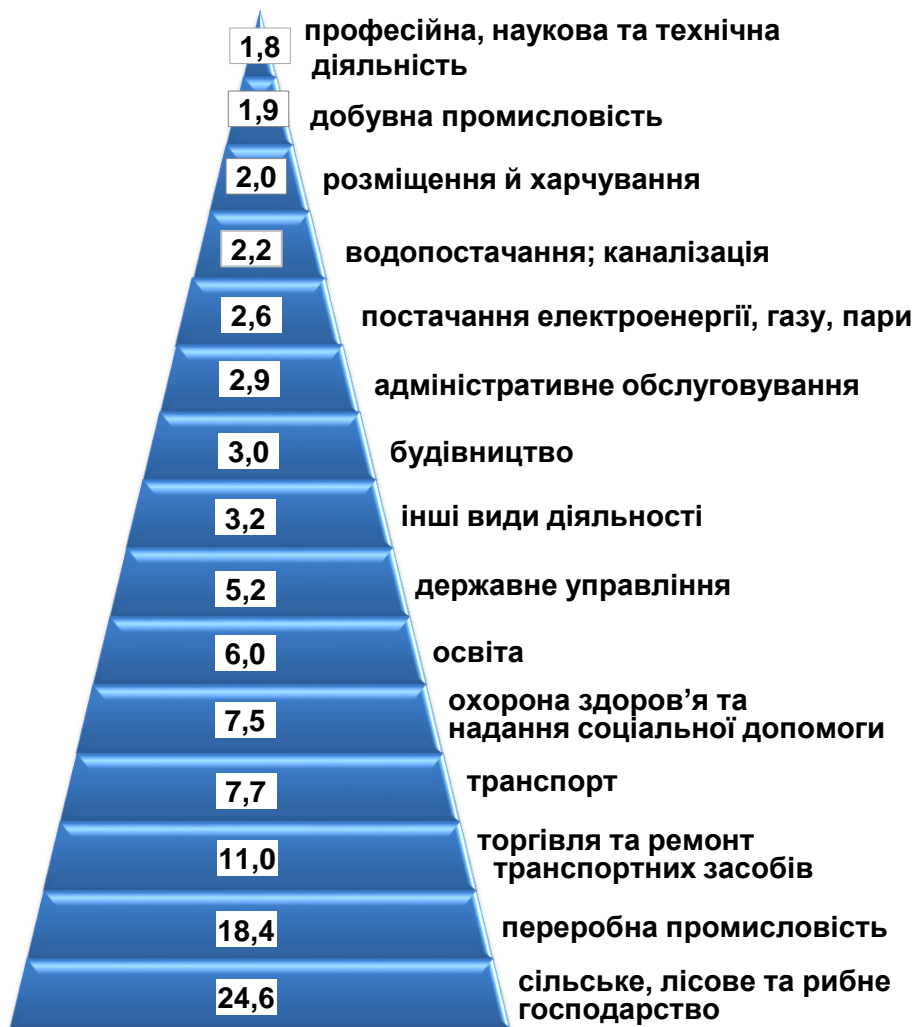 1,8 професійна, наукова та технічна
діяльність
1,9 добувна промисловість
2,0 розміщення й харчування
2,2 водопостачання; каналізація
2,6 постачання електроенергії, газу, пари
2,9 адміністративне обслуговування
3,0 будівництво
3,2 інші види діяльності
5,2 державне управління
6,0 освіта
7,5 охорона здоров’я та
надання соціальної допомоги
7,7 транспорт
11,0 торгівля та ремонт
транспортних засобів
18,4 переробна промисловість
24,6 сільське, лісове та рибне
господарство